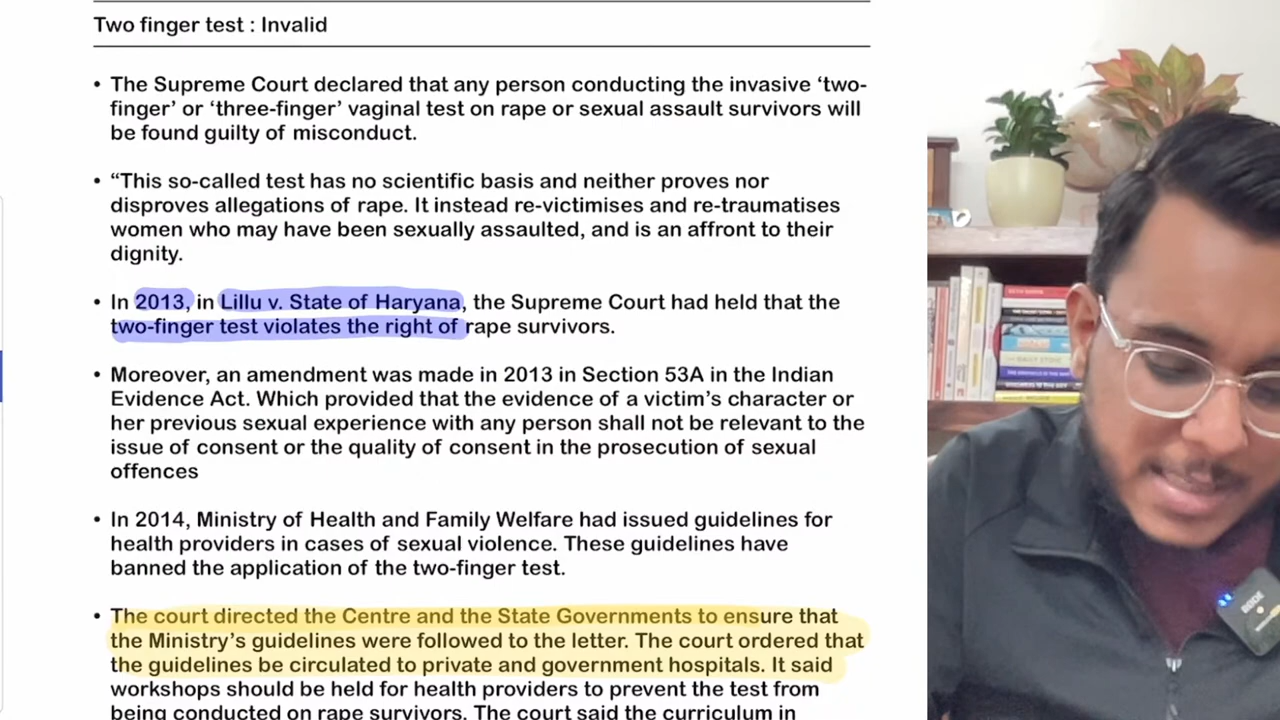 Two finger test : Invalid
• The Supreme Court declared that any person conducting the invasive ‘two-
finger’ or ‘three-finger’ vaginal test on rape or sexual assault survivors will
be found guilty of misconduct.
• “This so-called test has no scientific basis and neither proves nor
disproves allegations of rape. It instead re-victimises and re-traumatises
women who may have been sexually assaulted, and is an affront to their
dignity.
• In 2013, in Lillu v. State of Haryana, the Supreme Court had held that the
two-finger test violates the right of rape survivors.
• Moreover, an amendment was made in 2013 in Section 53A in the Indian
Evidence Act. Which provided that the evidence of a victim’s character or
her previous sexual experience with any person shall not be relevant to the
issue of consent or the quality of consent in the prosecution of sexual
offences
• In 2014, Ministry of Health and Family Welfare had issued guidelines for
health providers in cases of sexual violence. These guidelines have
banned the application of the two-finger test.
• The court directed the Centre and the State Governments to ensure that
the Ministry’s guidelines were followed to the letter. The court ordered that
the guidelines be circulated to private and government hospitals. It said
workshops should be held for health providers to prevent the test from
being conducted on rape survivors. The court said the curriculum in
RODE